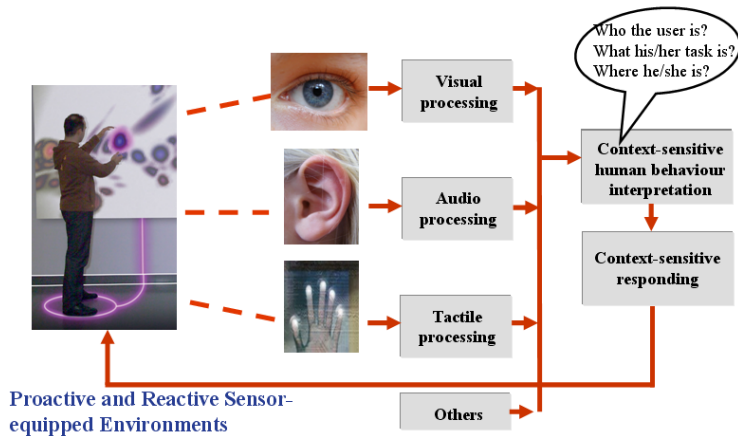 Who the user is?
What his/her task is?
Where he/she is?
Visual
processing
Context-sensitive
human behaviour
interpretation
Audio
processing
Context-sensitive
responding
Tactile
processing
Proactive and Reactive Sensor-
equipped Environments
Others